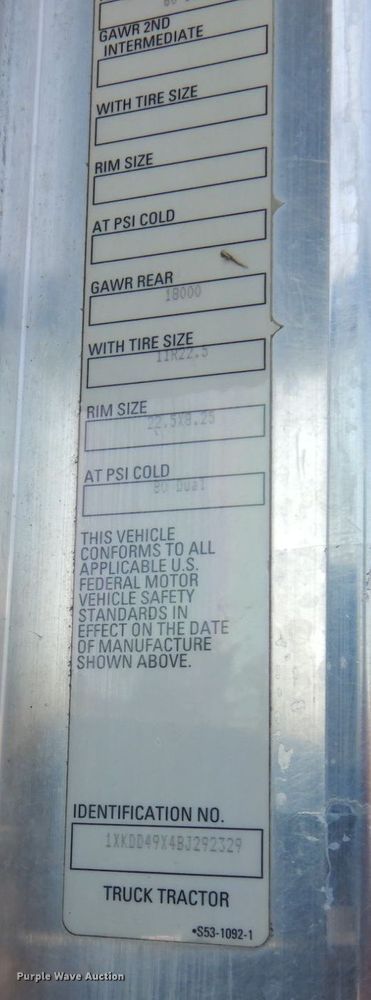 GAWR 2ND
INTERMEDIATE
WITH TIRE SIZE
RIM SIZE
AT PSI COLD
GAWR REAR
18000
WITH TIRE SIZE
11R22.5
RIM SIZE
22.5X8.25
AT PSI COLD
80 Dual
THIS VEHICLE
CONFORMS TO ALL
APPLICABLE U.S.
FEDERAL MOTOR
VEHICLE SAFETY
STANDARDS IN
EFFECT ON THE DATE
OF MANUFACTURE
SHOWN ABOVE.
IDENTIFICATION NO.
1XKDD49X4BJ292329
TRUCK TRACTOR
•S53-1092-1
Purple Wave Auction